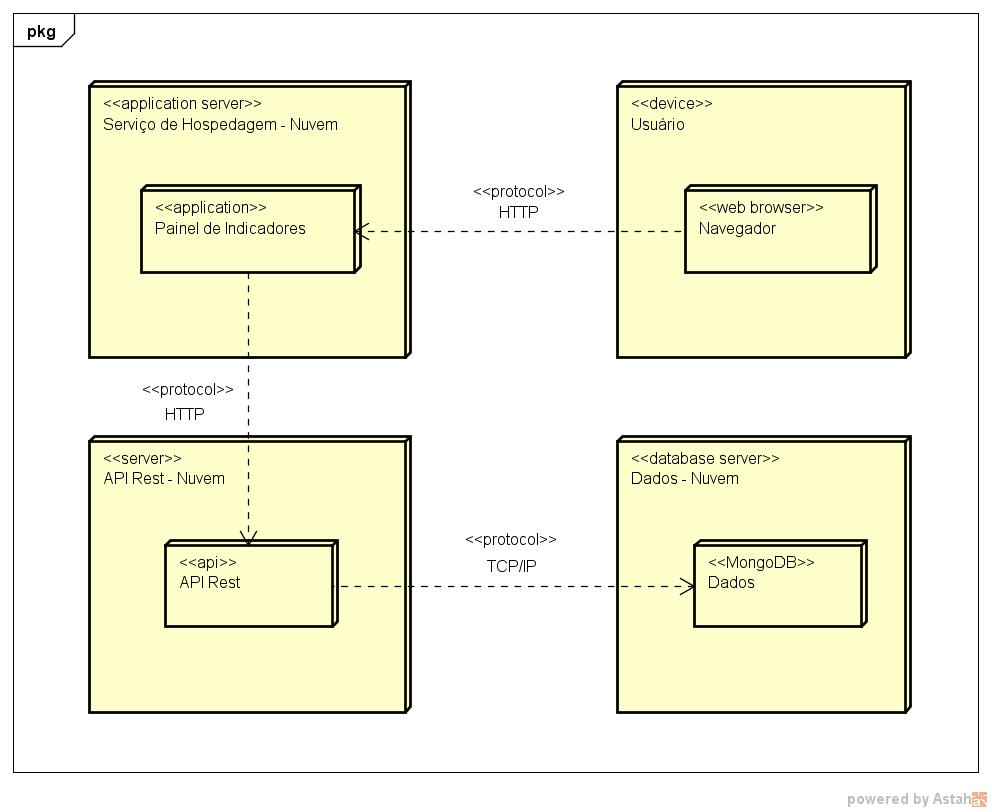 pkg
<<application server>>
Serviço de Hospedagem - Nuvem
<<application>>
Painel de Indicadores
<<protocol>>
HTTP
<<device>>
Usuário
<<web browser>>
Navegador
<<protocol>>
HTTP
<<server>>
API Rest - Nuvem
<<api>>
API Rest
<<protocol>>
TCP/IP
<<database server>>
Dados - Nuvem
<<MongoDB>>
Dados
powered by Astah